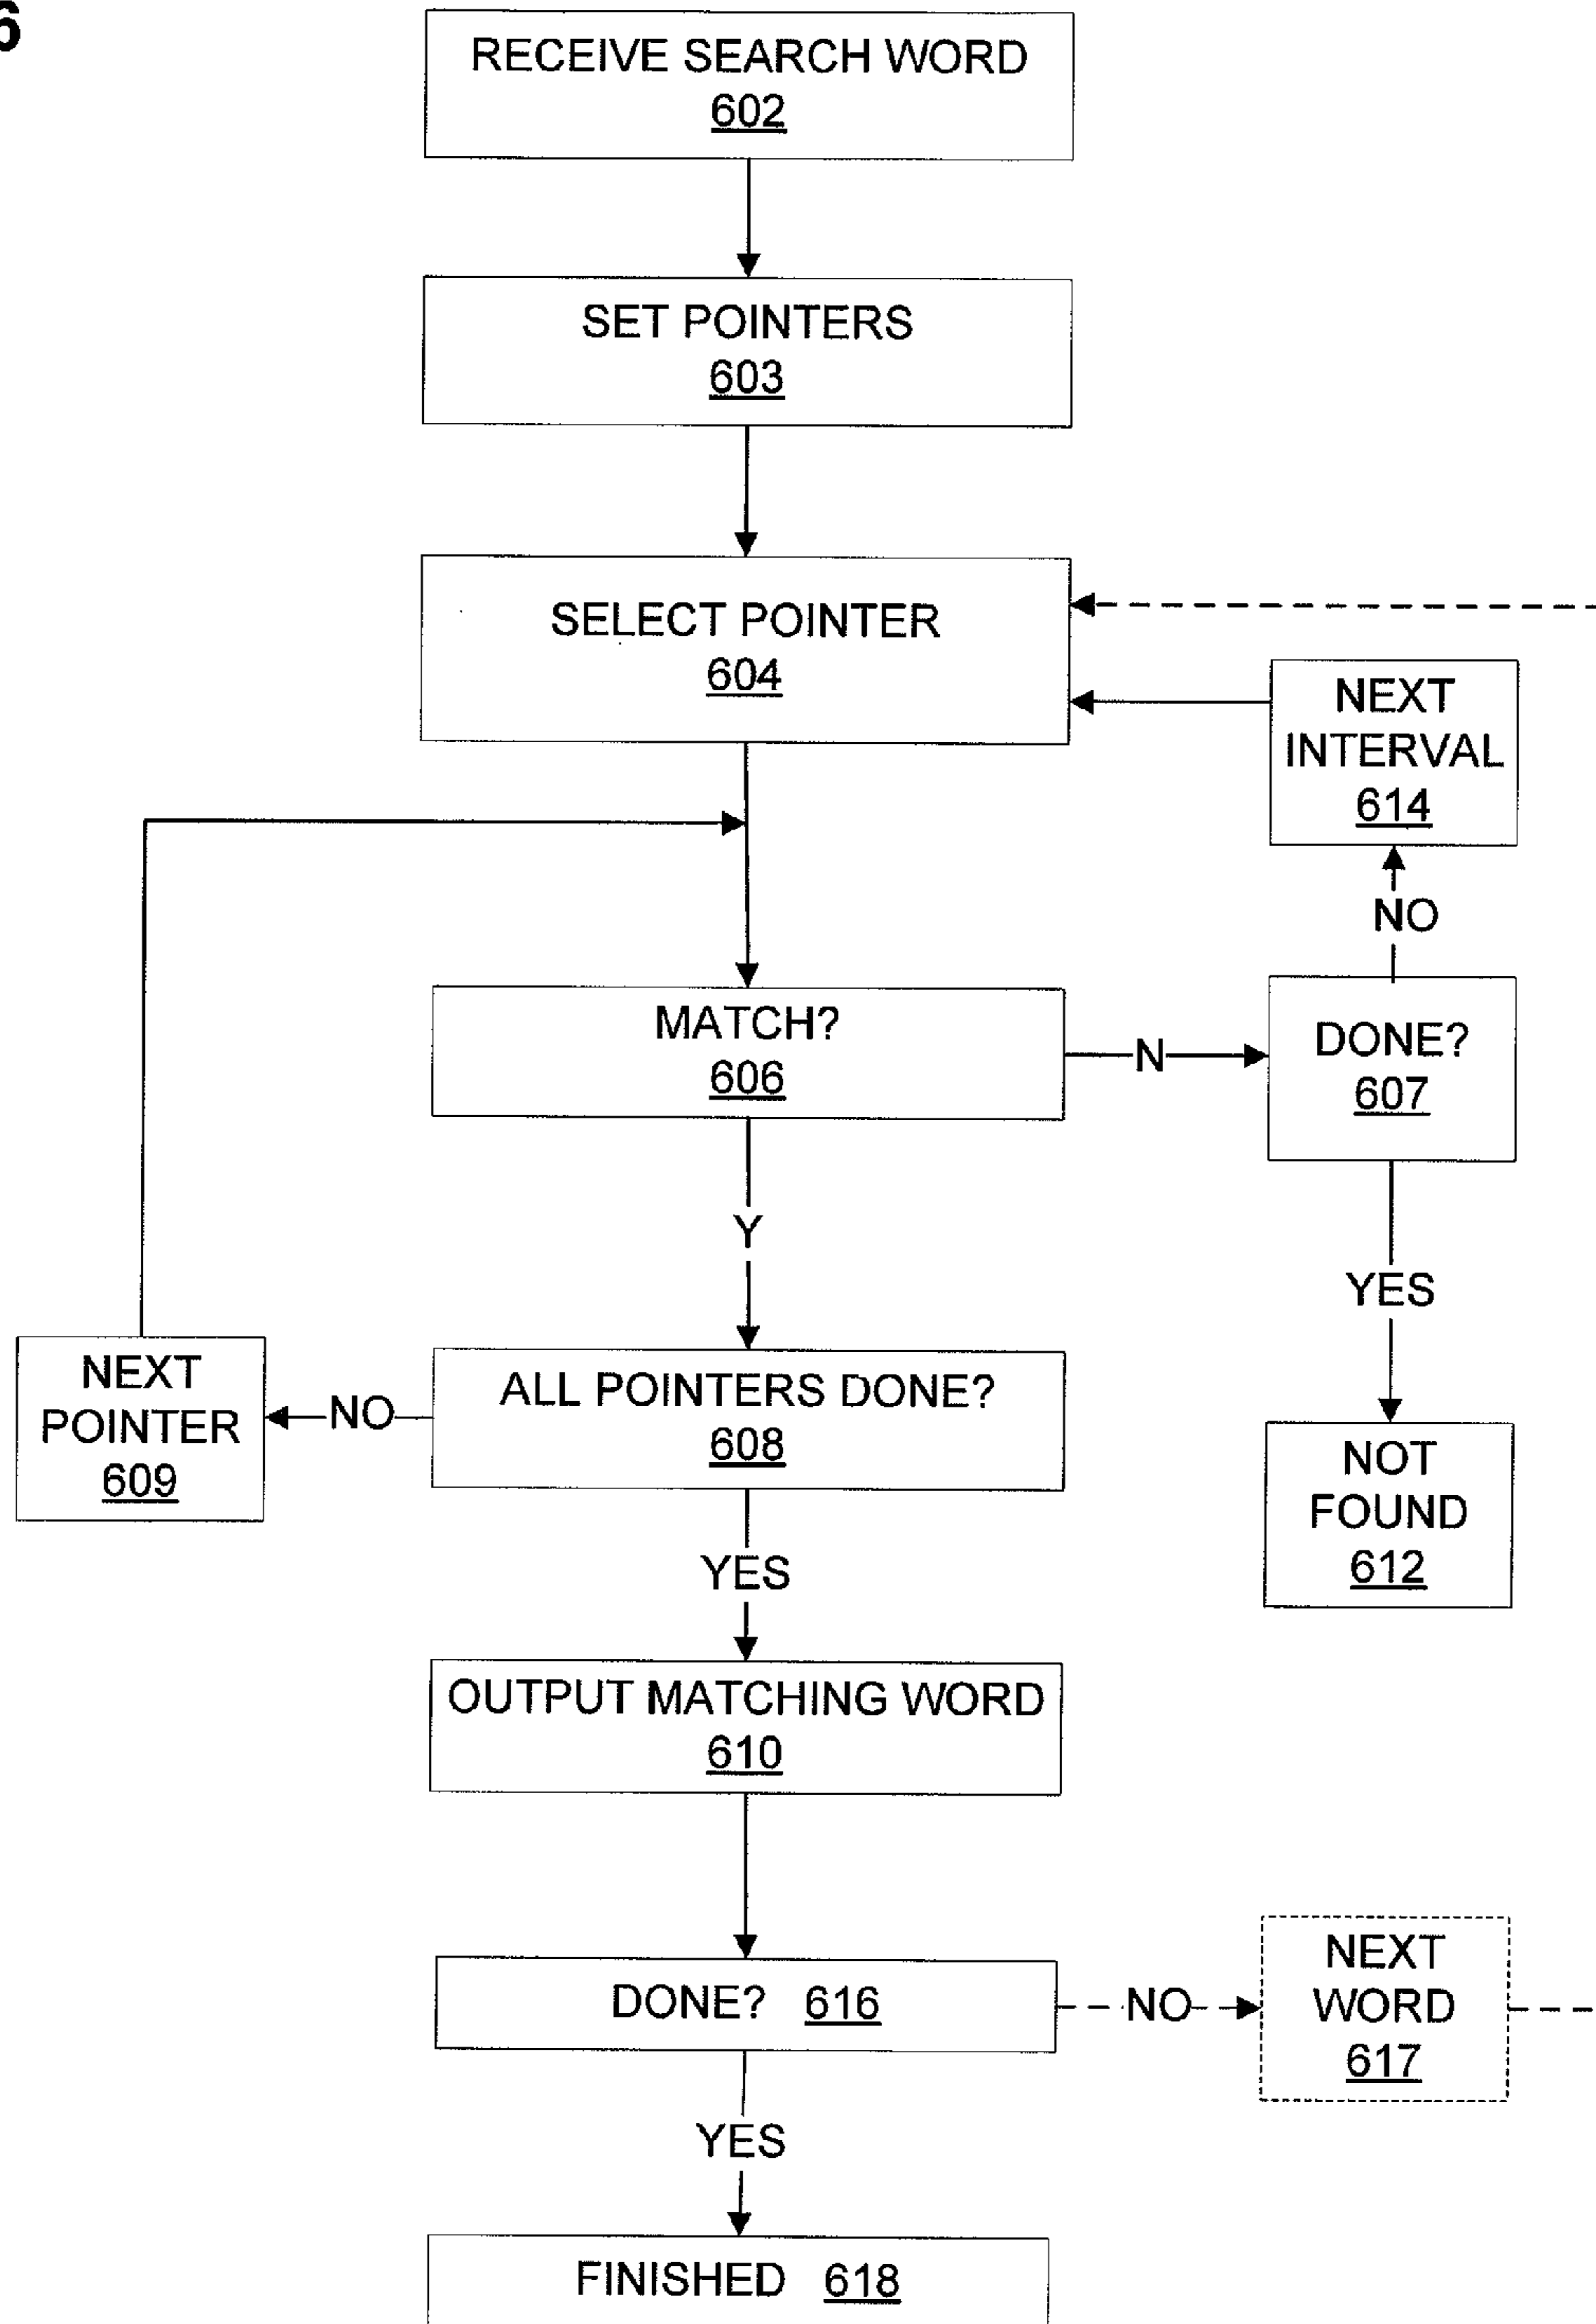 6
RECEIVE SEARCH WORD
602
SET POINTERS
603
SELECT POINTER
604
NEXT
INTERVAL
614
NO
MATCH?
606
N
DONE?
607
Y
YES
NEXT
POINTER
609
NO
ALL POINTERS DONE?
608
NOT
FOUND
612
YES
OUTPUT MATCHING WORD
610
DONE? 616
NO
NEXT
WORD
617
YES
FINISHED 618